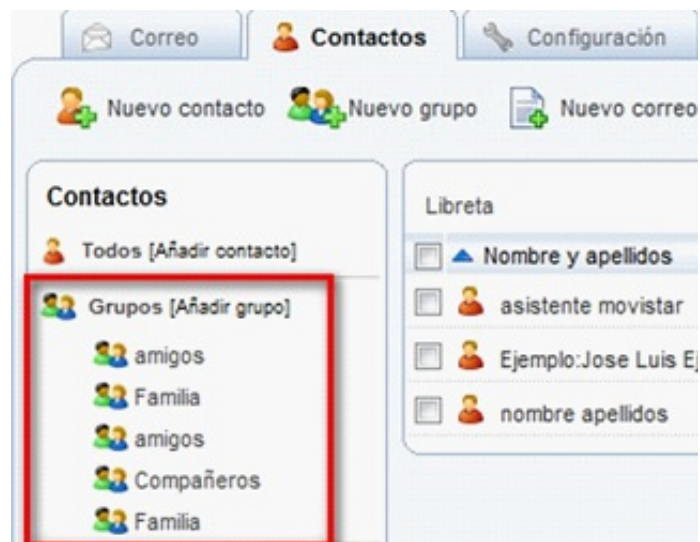 Correo Contactos Configuración
Nuevo contacto Nuevo grupo Nuevo correo
Contactos
Todos [Añadir contacto]
Grupos [Añadir grupo]
amigos
Familia
amigos
Compañeros
Familia
Libreta
Nombre y apellidos
asistente movistar
Ejemplo:Jose Luis Ej
nombre apellidos